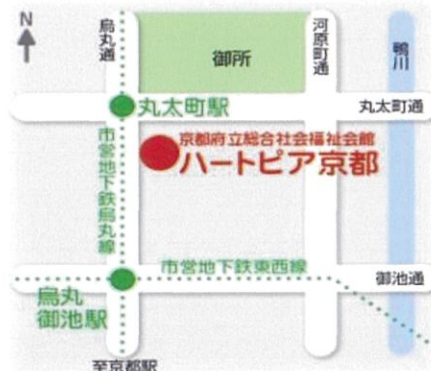 N
烏丸通
御所
河原町通
鴨川
丸太町駅
丸太町通
京都府立総合社会福祉会館
ハートピア京都
市営地下鉄烏丸線
市営地下鉄東西線
御池通
烏丸
御池駅
至京都駅